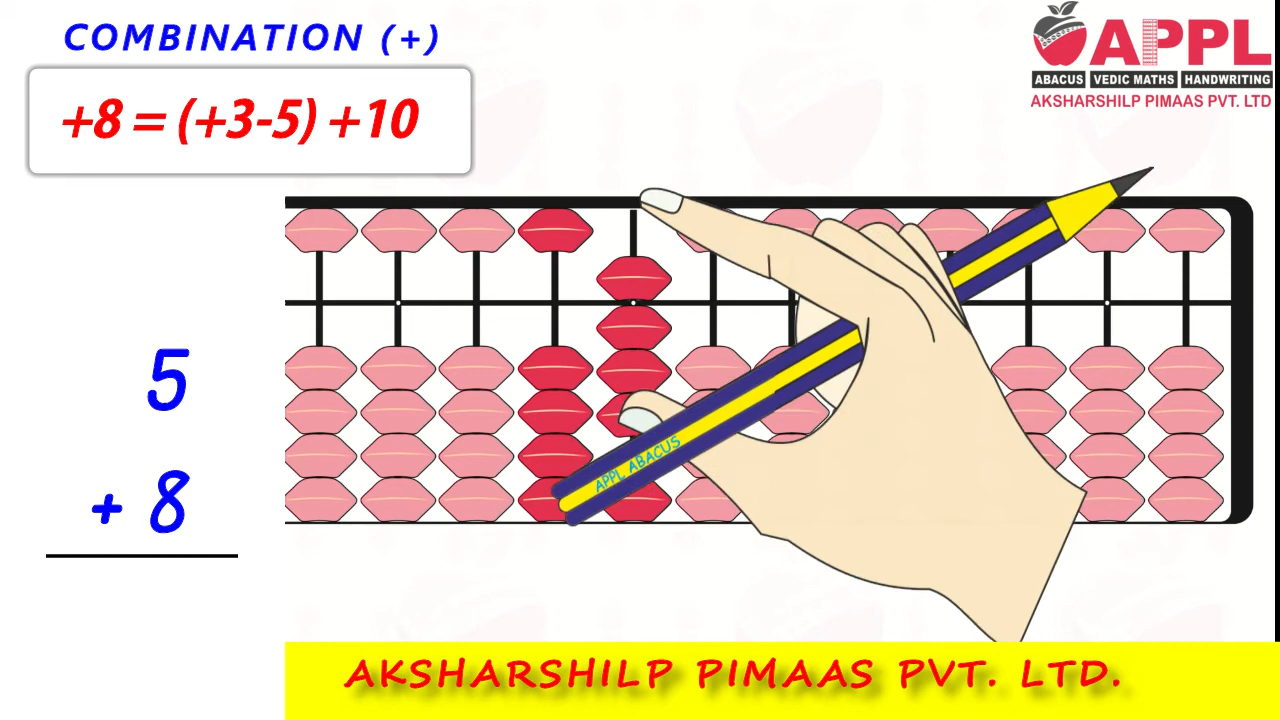 COMBINATION (+)
+8 = (+3-5) +10
APPL
ABACUS VEDIC MATHS HANDWRITING
AKSHARSHILP PIMAAS PVT. LTD
5
+ 8
APPL ABACUS
AKSHARSHILP PIMAAS PVT. LTD.